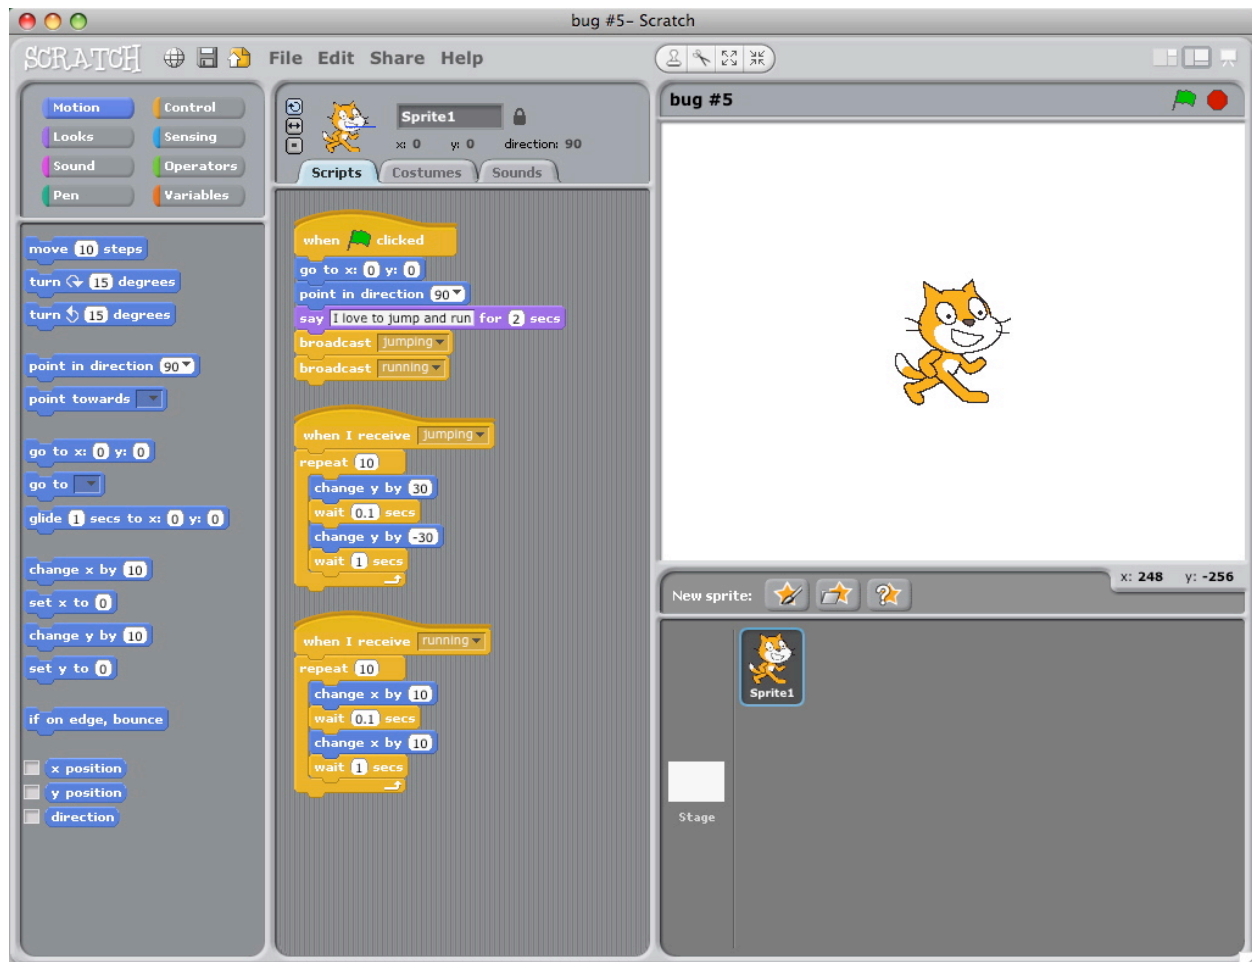 bug #5– Scratch
SCRATCH File Edit Share Help
Motion Control
Looks Sensing
Sound Operators
Pen Variables
move 10 steps
turn 15 degrees
turn 15 degrees
point in direction 90
point towards
go to x: 0 y: 0
go to
glide 1 secs to x: 0 y: 0
change x by 10
set x to 0
change y by 10
set y to 0
if on edge, bounce
x position
y position
direction
Sprite1
x: 0 y: 0 direction: 90
Scripts Costumes Sounds
when clicked
go to x: 0 y: 0
point in direction 90
say I love to jump and run for 2 secs
broadcast jumping
broadcast running
when I receive jumping
repeat 10
change y by 30
wait 0.1 secs
change y by -30
wait 1 secs
when I receive running
repeat 10
change x by 10
wait 0.1 secs
change x by 10
wait 1 secs
bug #5
x: 248 y: -256
New sprite:
Sprite1
Stage